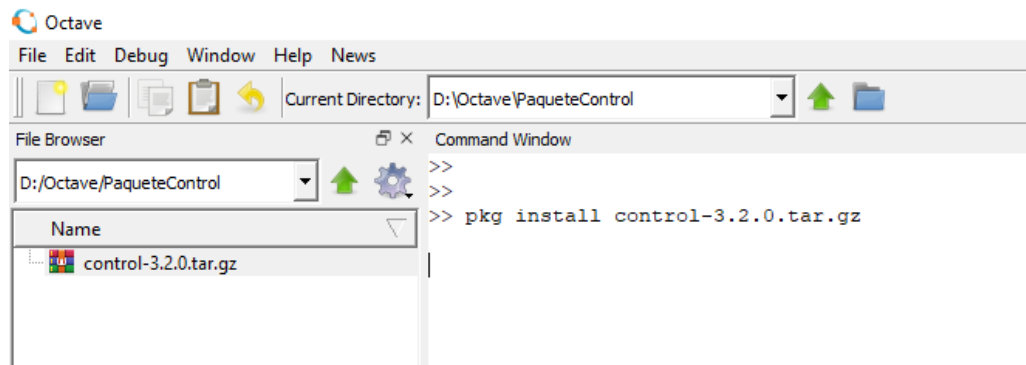 Octave
File Edit Debug Window Help News
Current Directory: D:\Octave\PaqueteControl
File Browser
D:/Octave/PaqueteControl
Name
control-3.2.0.tar.gz
Command Window
>>
>>
>> pkg install control-3.2.0.tar.gz